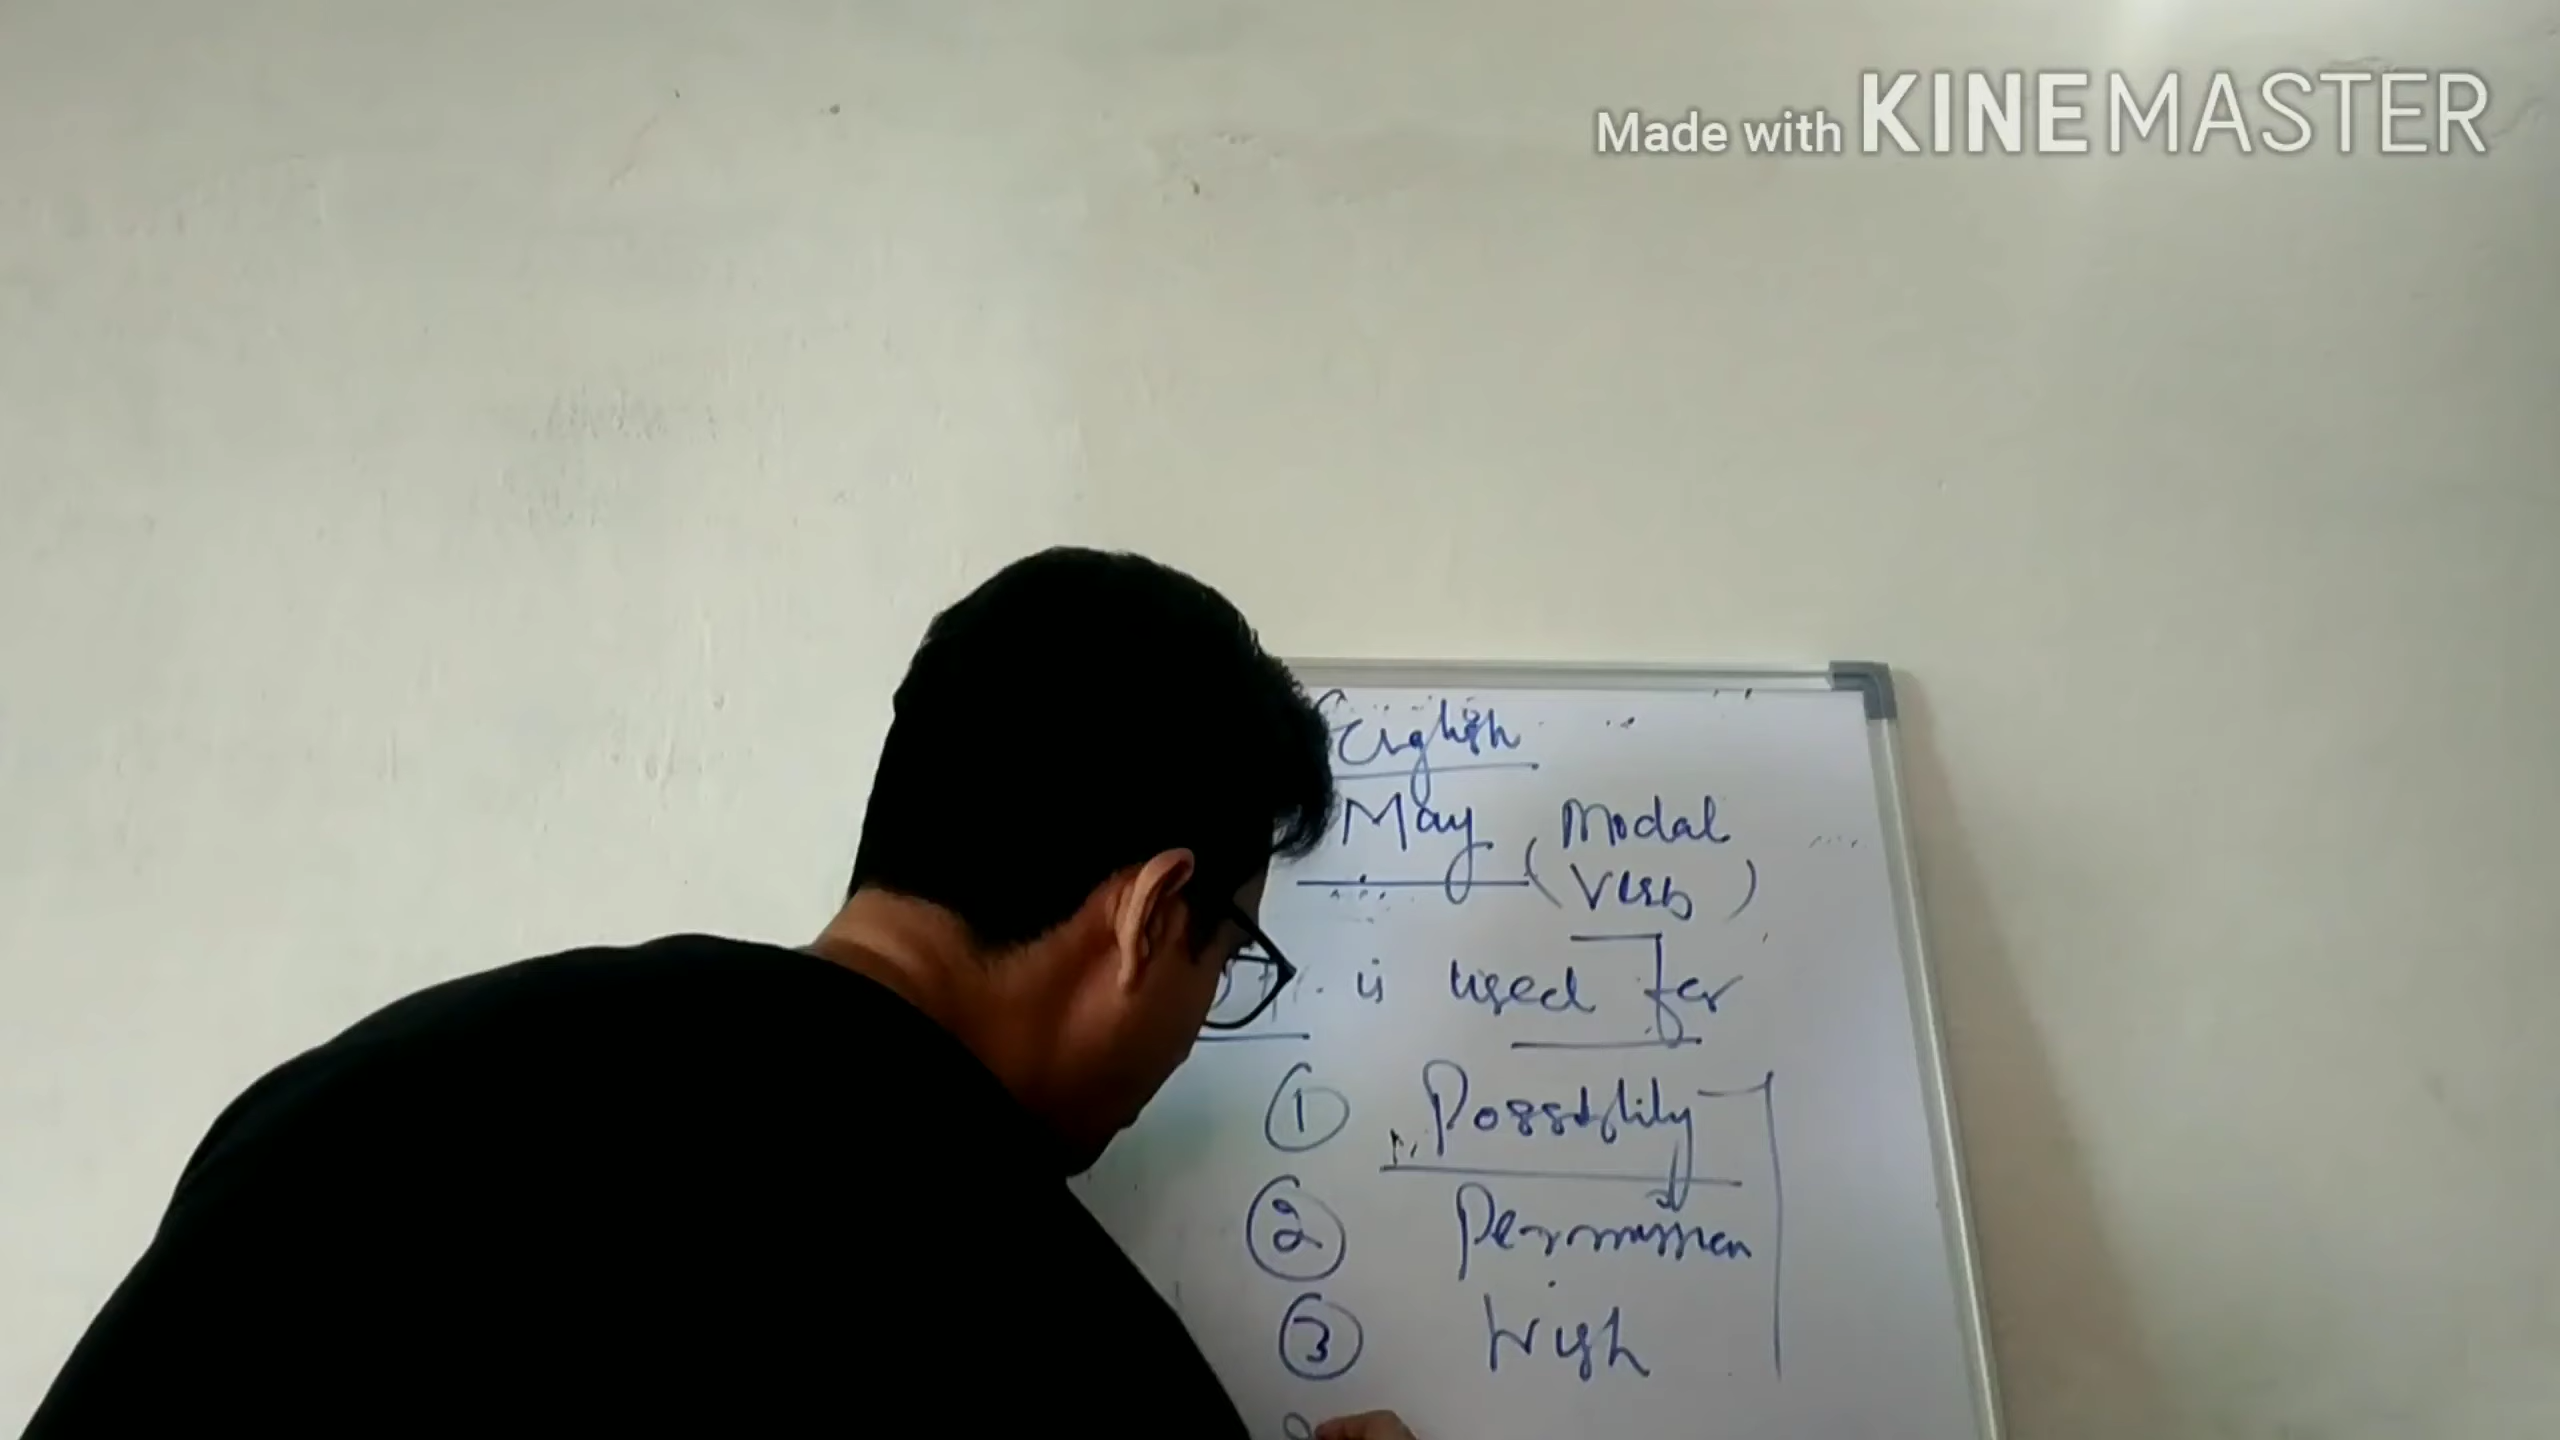 Made with KINEMASTER
English
May (Modal
Verb)
is used for
① Possibility
② Permission
③ Wish